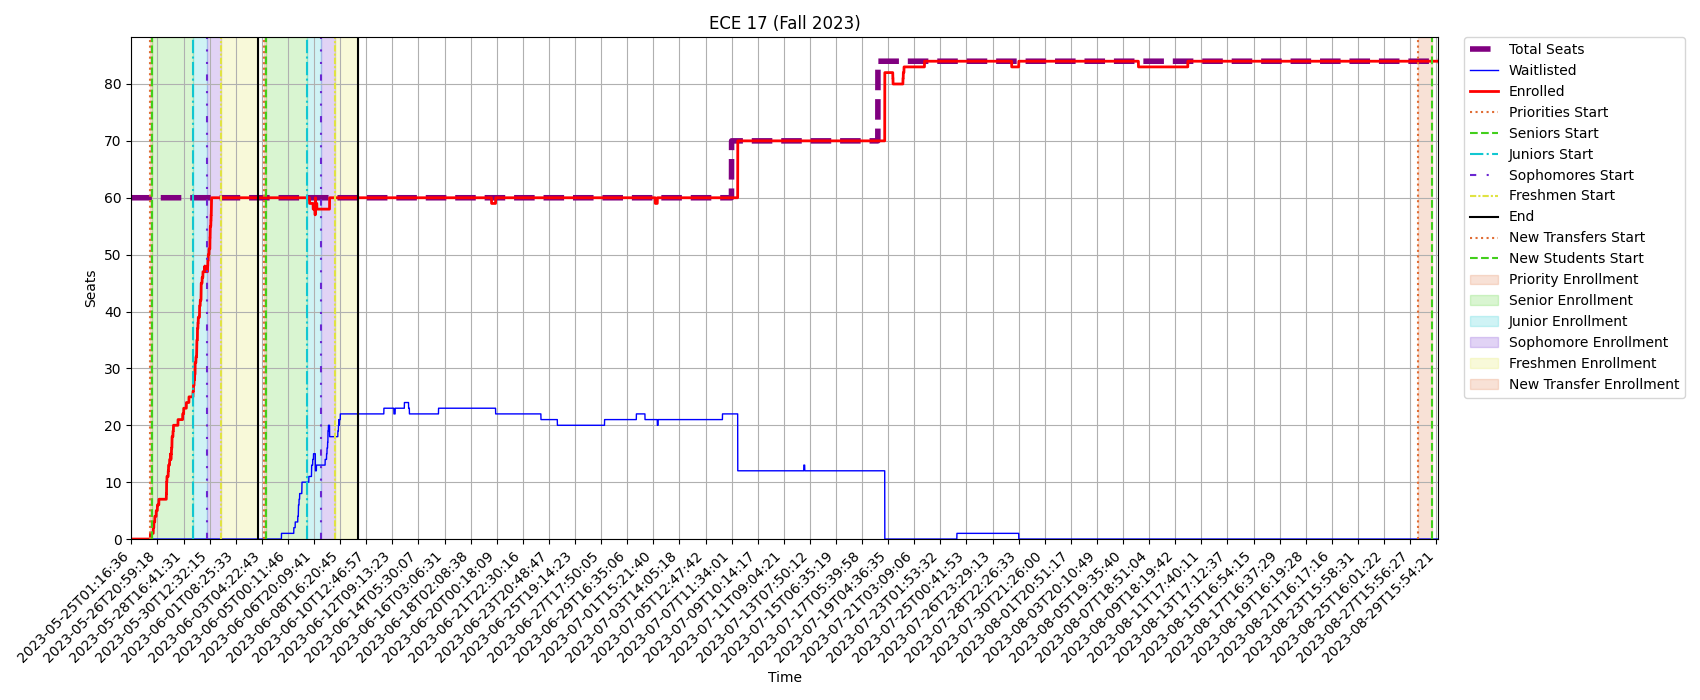 ECE 17 (Fall 2023)
Seats
80
70
60
50
40
30
20
10
0
2023-05-25T01:16:36
2023-05-26T20:59:18
2023-05-28T16:41:31
2023-05-30T12:32:15
2023-06-01T08:25:33
2023-06-03T04:22:43
2023-06-05T00:11:46
2023-06-06T20:09:41
2023-06-08T16:20:45
2023-06-10T12:46:57
2023-06-12T09:13:23
2023-06-14T05:30:07
2023-06-16T03:06:31
2023-06-18T02:08:38
2023-06-20T00:18:09
2023-06-21T22:30:16
2023-06-23T20:48:47
2023-06-25T19:14:23
2023-06-27T17:50:05
2023-06-29T16:35:06
2023-07-01T15:21:40
2023-07-03T14:05:18
2023-07-05T12:47:42
2023-07-07T11:34:01
2023-07-09T10:14:17
2023-07-11T09:04:21
2023-07-13T07:50:12
2023-07-15T06:35:19
2023-07-17T05:39:58
2023-07-19T04:36:35
2023-07-21T03:09:06
2023-07-23T01:53:32
2023-07-25T00:41:53
2023-07-26T23:29:13
2023-07-28T22:26:33
2023-07-30T21:26:00
2023-08-01T20:51:17
2023-08-03T20:10:49
2023-08-05T19:35:40
2023-08-07T18:51:04
2023-08-09T18:19:42
2023-08-11T17:40:11
2023-08-13T17:12:37
2023-08-15T16:54:15
2023-08-17T16:37:29
2023-08-19T16:19:28
2023-08-21T16:17:16
2023-08-23T15:58:31
2023-08-25T16:01:22
2023-08-27T15:56:27
2023-08-29T15:54:21
Time
Total Seats
Waitlisted
Enrolled
Priorities Start
Seniors Start
Juniors Start
Sophomores Start
Freshmen Start
End
New Transfers Start
New Students Start
Priority Enrollment
Senior Enrollment
Junior Enrollment
Sophomore Enrollment
Freshmen Enrollment
New Transfer Enrollment